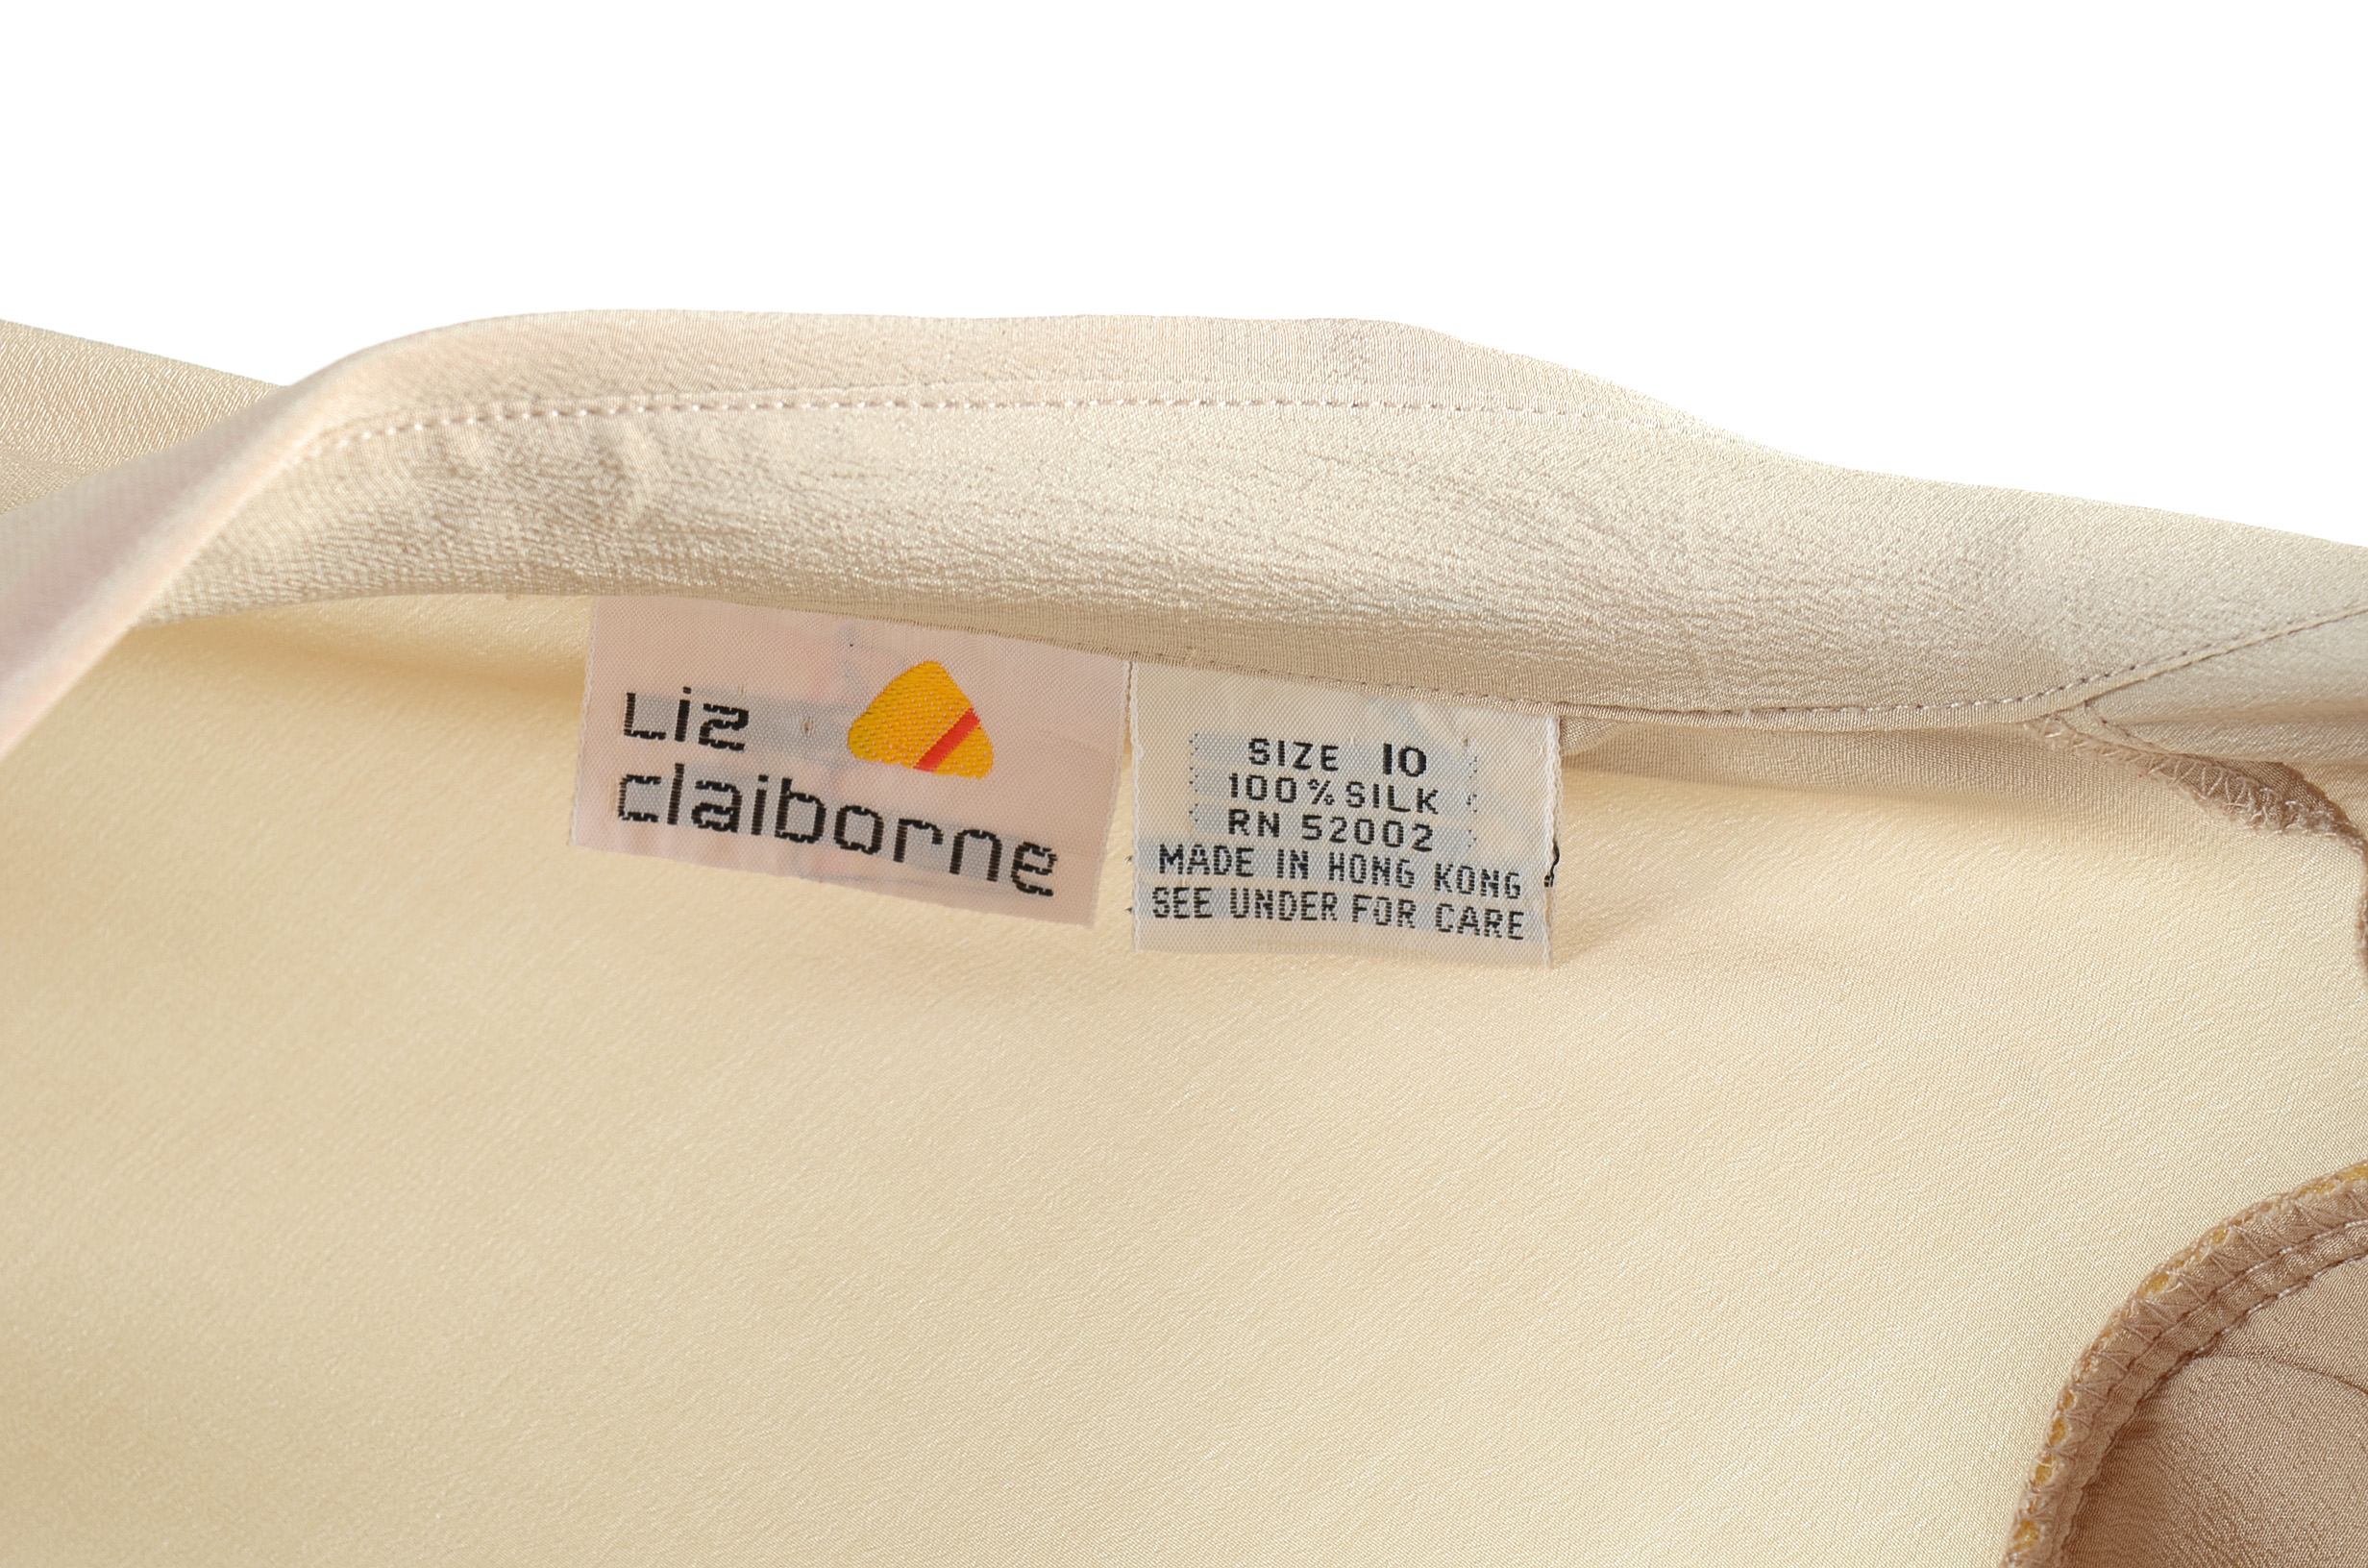 Liz
claiborne
SIZE 10
100% SILK
RN 52002
MADE IN HONG KONG
SEE UNDER FOR CARE